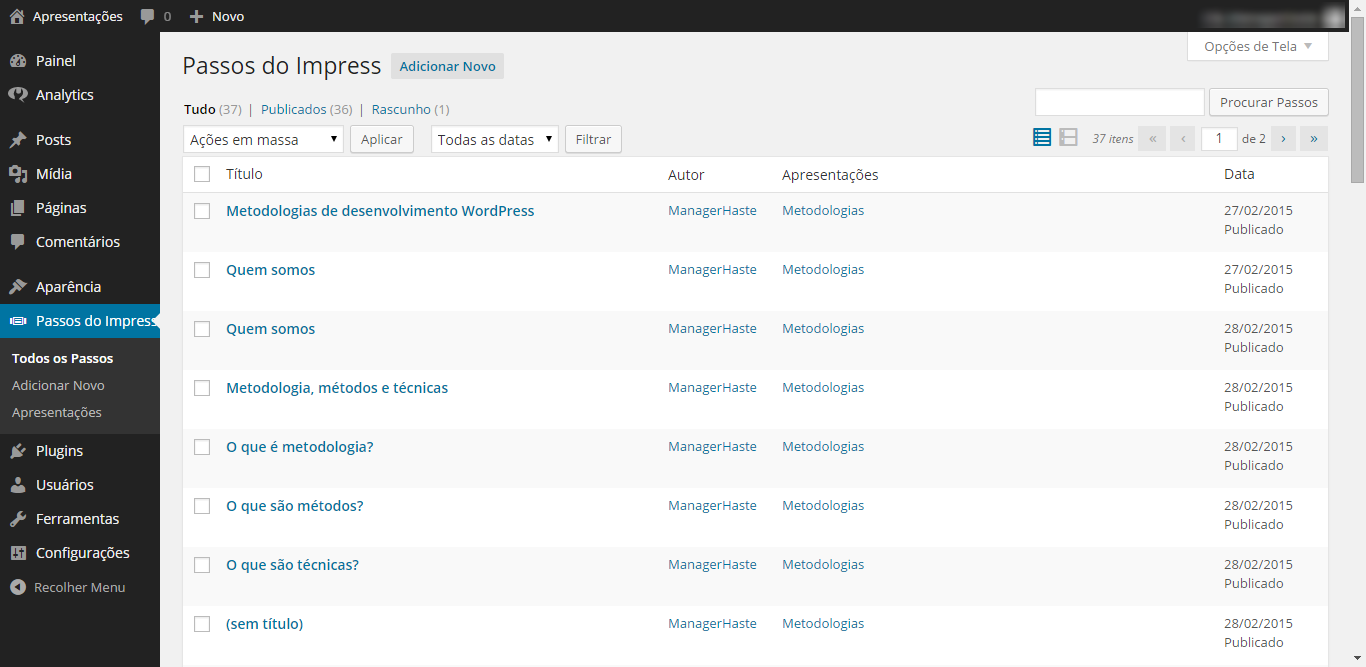 Apresentações 0 Novo
Opções de Tela
Painel
Analytics
Posts
Mídia
Páginas
Comentários
Aparência
Passos do Impress
Todos os Passos
Adicionar Novo
Apresentações
Plugins
Usuários
Ferramentas
Configurações
Recolher Menu
Passos do Impress Adicionar Novo
Tudo (37) | Publicados (36) | Rascunho (1)
Procurar Passos
Ações em massa Aplicar Todas as datas Filtrar 37 itens « ‹ 1 de 2 › »
Título Autor Apresentações Data
Metodologias de desenvolvimento WordPress ManagerHaste Metodologias 27/02/2015
Publicado
Quem somos ManagerHaste Metodologias 27/02/2015
Publicado
Quem somos ManagerHaste Metodologias 28/02/2015
Publicado
Metodologia, métodos e técnicas ManagerHaste Metodologias 28/02/2015
Publicado
O que é metodologia? ManagerHaste Metodologias 28/02/2015
Publicado
O que são métodos? ManagerHaste Metodologias 28/02/2015
Publicado
O que são técnicas? ManagerHaste Metodologias 28/02/2015
Publicado
(sem título) ManagerHaste Metodologias 28/02/2015
Publicado